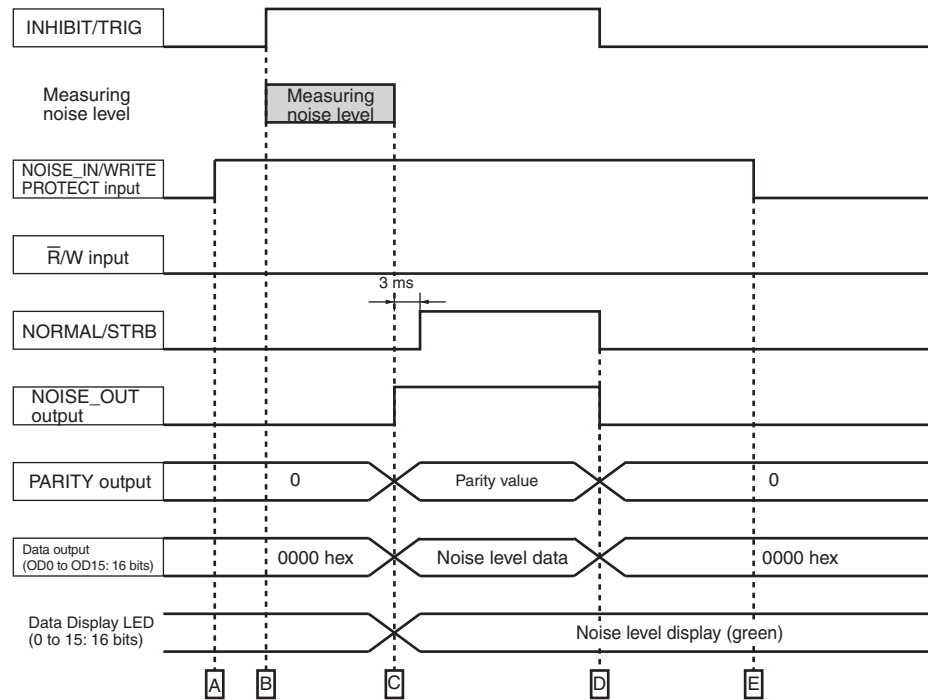 INHIBIT/TRIG
Measuring
noise level
Measuring
noise level
NOISE_IN/WRITE
PROTECT input
R̅/W input
3 ms
NORMAL/STRB
NOISE_OUT
output
PARITY output
0
Parity value
0
Data output
(OD0 to OD15: 16 bits)
0000 hex
Noise level data
0000 hex
Data Display LED
(0 to 15: 16 bits)
Noise level display (green)
A
B
C
D
E